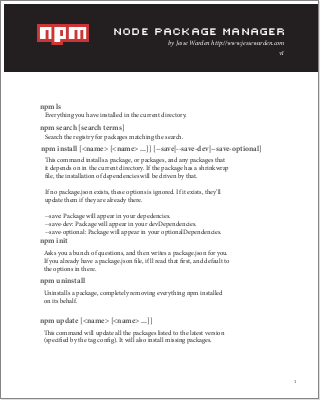 npm
NODE PACKAGE MANAGER
by Jesse Warden http://www.jessewarden.com
v1
npm ls
Everything you have installed in the current directory.
npm search [search terms]
Search the registry for packages matching the search.
npm install [<name> [<name> ...]] [--save|--save-dev|--save-optional]
This command installs a package, or packages, and any packages that
it depends on in the current directory. If the package has a shrinkwrap
file, the installation of dependencies will be driven by that.
If no package.json exists, these options is ignored. If it exists, they'll
update them if they are already there.
--save: Package will appear in your depedencies.
--save-dev: Package will appear in your devDependencies.
--save-optional: Package will appear in your optionalDependencies.
npm init
Asks you a bunch of questions, and then writes a package.json for you.
If you already have a package.json file, it'll read that first, and default to
the options in there.
npm uninstall
Uninstalls a package, completely removing everything npm installed
on its behalf.
npm update [<name> [<name> ...]]
This command will update all the packages listed to the latest version
(specified by the tag config). It will also install missing packages.
1